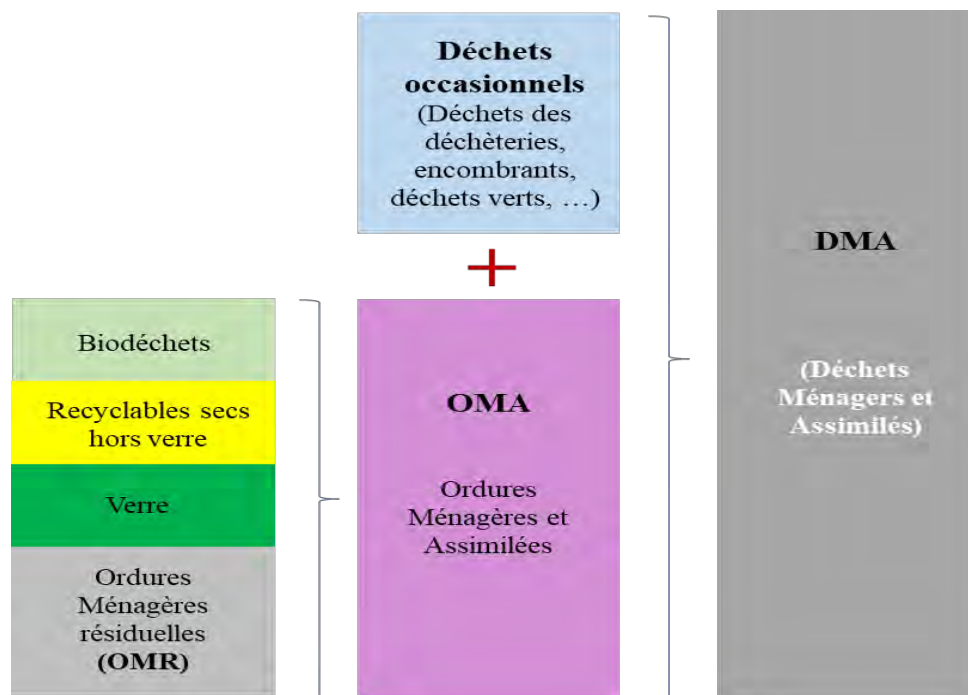 Déchets
occasionnels
(Déchets des
déchèteries,
encombrants,
déchets verts, …)
+
Biodéchets
Recyclables secs
hors verre
Verre
Ordures
Ménagères
résiduelles
(OMR)
OMA
Ordures
Ménagères et
Assimilées
DMA
(Déchets
Ménagers et
Assimilés)